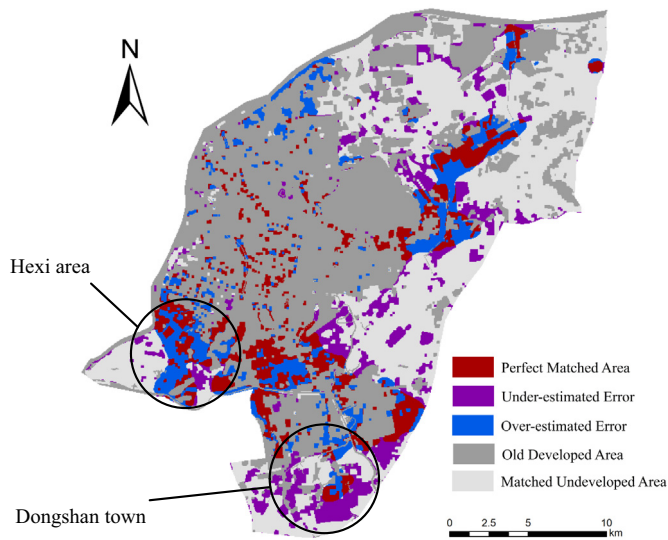 N
Hexi area
Perfect Matched Area
Under-estimated Error
Over-estimated Error
Old Developed Area
Matched Undeveloped Area
Dongshan town
0 2.5 5 10
km